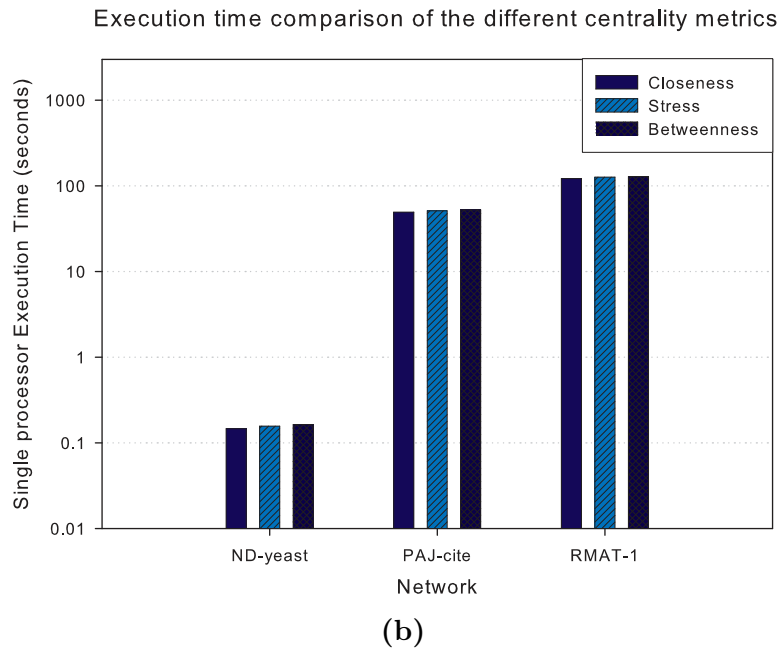 Execution time comparison of the different centrality metrics
Single processor Execution Time (seconds)
1000
100
10
1
0.1
0.01
Closeness
Stress
Betweenness
ND-yeast
PAJ-cite
RMAT-1
Network
(b)